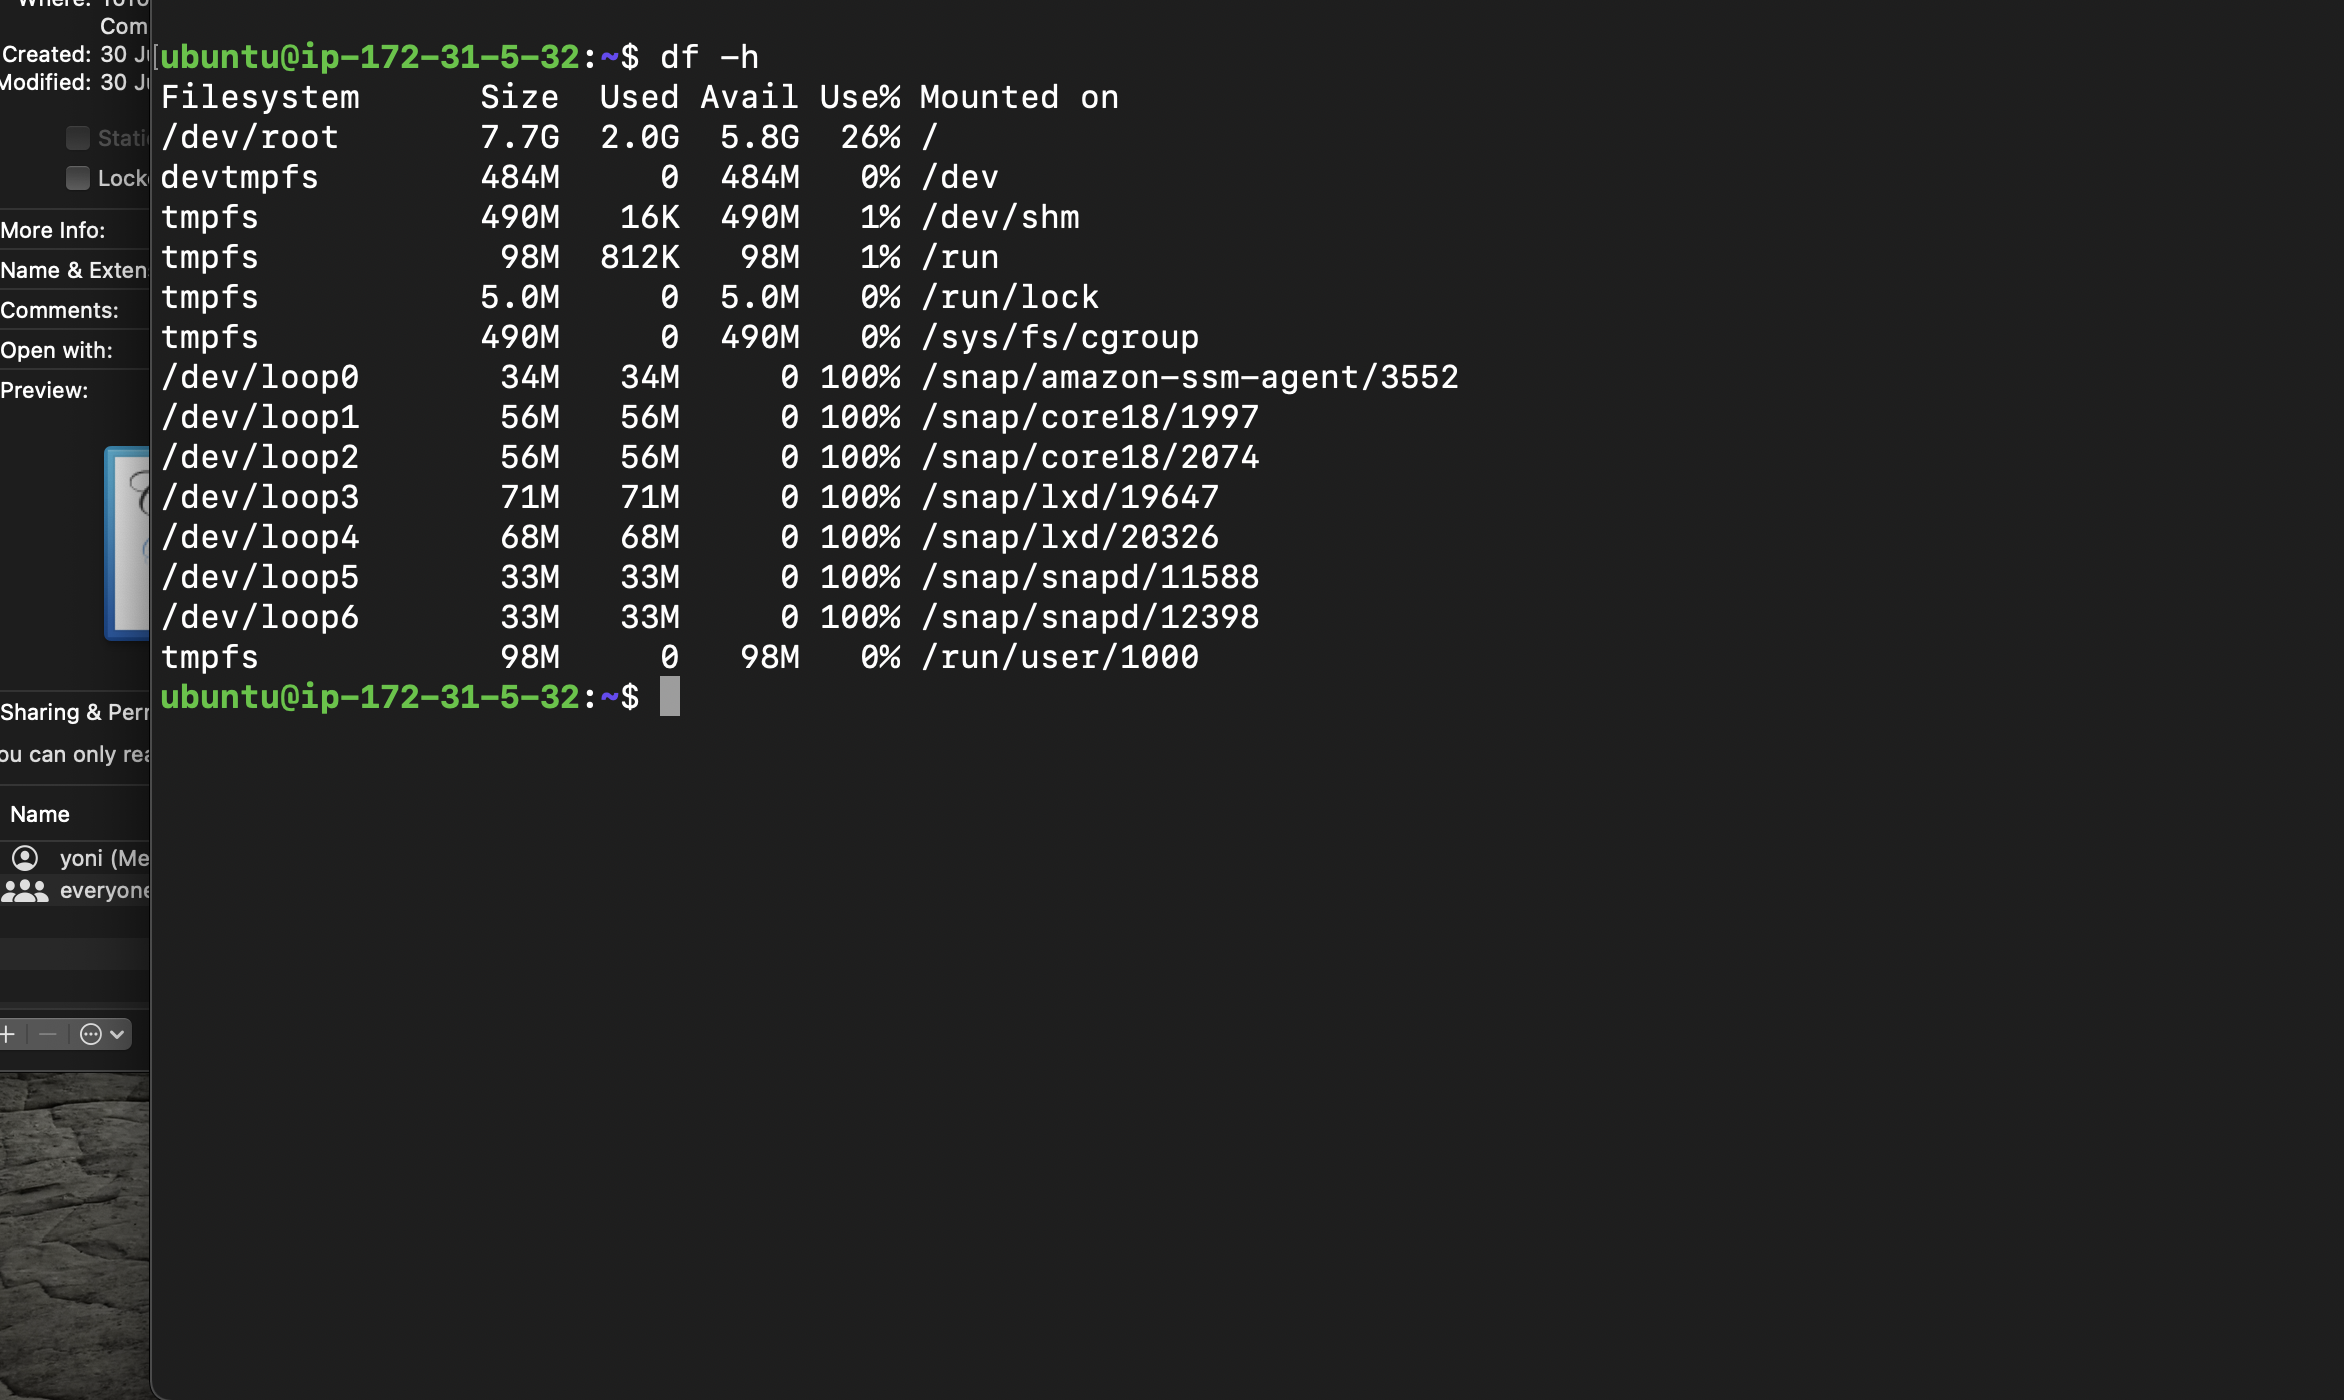 Where:
Com
Created: 30
Modified: 30
Locke
More Info:
Name & Exten
Comments:
Open with:
Preview:
Sharing & Per
ou can only rea
Name
yoni (Me
everyone
ubuntu@ip-172-31-5-32:~$ df -h
Filesystem Size Used Avail Use% Mounted on
/dev/root 7.7G 2.0G 5.8G 26% /
devtmpfs 484M 0 484M 0% /dev
tmpfs 490M 16K 490M 1% /dev/shm
tmpfs 98M 812K 98M 1% /run
tmpfs 5.0M 0 5.0M 0% /run/lock
tmpfs 490M 0 490M 0% /sys/fs/cgroup
/dev/loop0 34M 34M 0 100% /snap/amazon-ssm-agent/3552
/dev/loop1 56M 56M 0 100% /snap/core18/1997
/dev/loop2 56M 56M 0 100% /snap/core18/2074
/dev/loop3 71M 71M 0 100% /snap/lxd/19647
/dev/loop4 68M 68M 0 100% /snap/lxd/20326
/dev/loop5 33M 33M 0 100% /snap/snapd/11588
/dev/loop6 33M 33M 0 100% /snap/snapd/12398
tmpfs 98M 0 98M 0% /run/user/1000
ubuntu@ip-172-31-5-32:~$